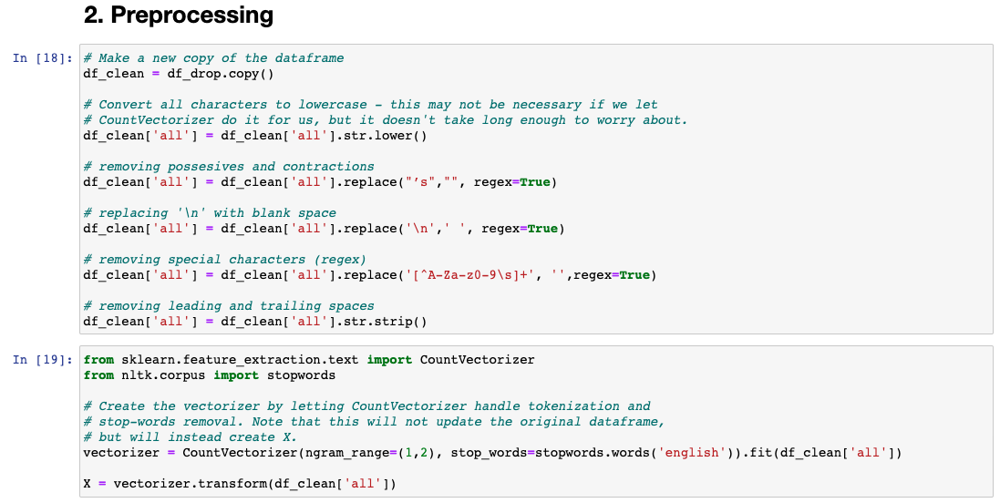 2. Preprocessing
In [18]:
# Make a new copy of the dataframe
df_clean = df_drop.copy()
# Convert all characters to lowercase - this may not be necessary if we let
# CountVectorizer do it for us, but it doesn't take long enough to worry about.
df_clean['all'] = df_clean['all'].str.lower()
# removing possesives and contractions
df_clean['all'] = df_clean['all'].replace("’s","", regex=True)
# replacing '\n' with blank space
df_clean['all'] = df_clean['all'].replace('\n',' ', regex=True)
# removing special characters (regex)
df_clean['all'] = df_clean['all'].replace('[^A-Za-z0-9\s]+', '',regex=True)
# removing leading and trailing spaces
df_clean['all'] = df_clean['all'].str.strip()
In [19]:
from sklearn.feature_extraction.text import CountVectorizer
from nltk.corpus import stopwords
# Create the vectorizer by letting CountVectorizer handle tokenization and
# stop-words removal. Note that this will not update the original dataframe,
# but will instead create X.
vectorizer = CountVectorizer(ngram_range=(1,2), stop_words=stopwords.words('english')).fit(df_clean['all'])
X = vectorizer.transform(df_clean['all'])